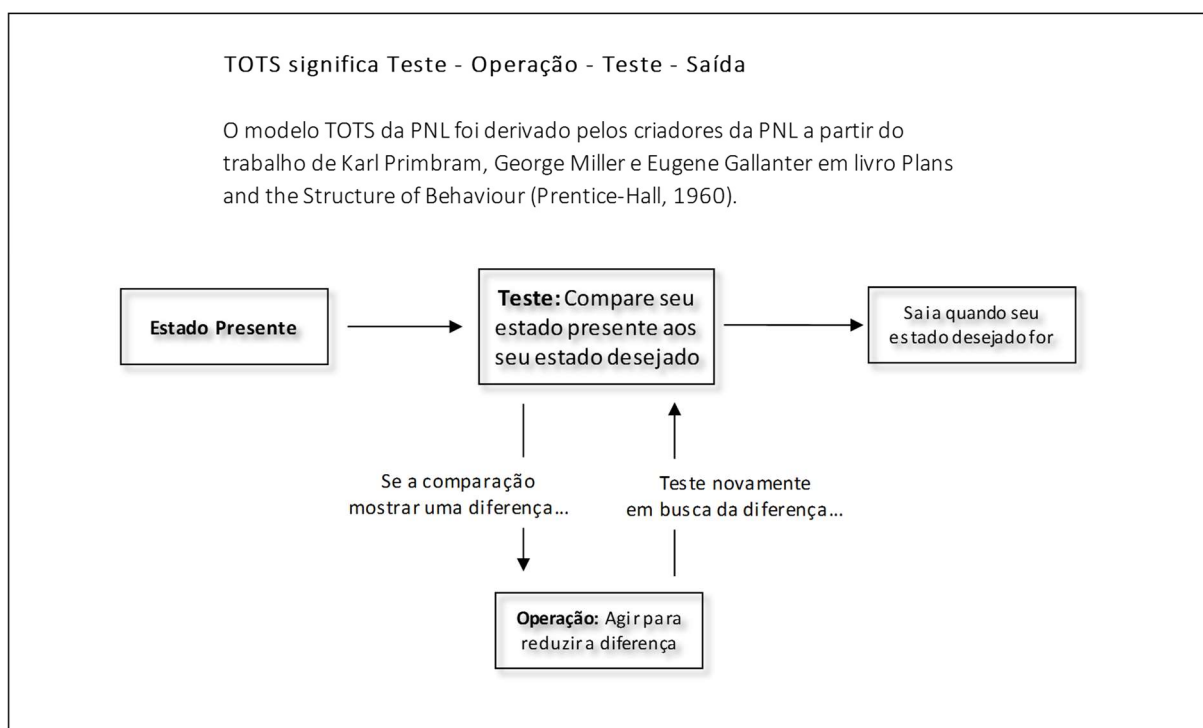 TOTS significa Teste - Operação - Teste - Saída
O modelo TOTS da PNL foi derivado pelos criadores da PNL a partir do
trabalho de Karl Primbram, George Miller e Eugene Gallanter em livro Plans
and the Structure of Behaviour (Prentice-Hall, 1960).
Estado Presente
Teste: Compare seu
estado presente aos
seu estado desejado
Saia quando seu
estado desejado for
Se a comparação
mostrar uma diferença...
Teste novamente
em busca da diferença...
Operação: Agir para
reduzir a diferença